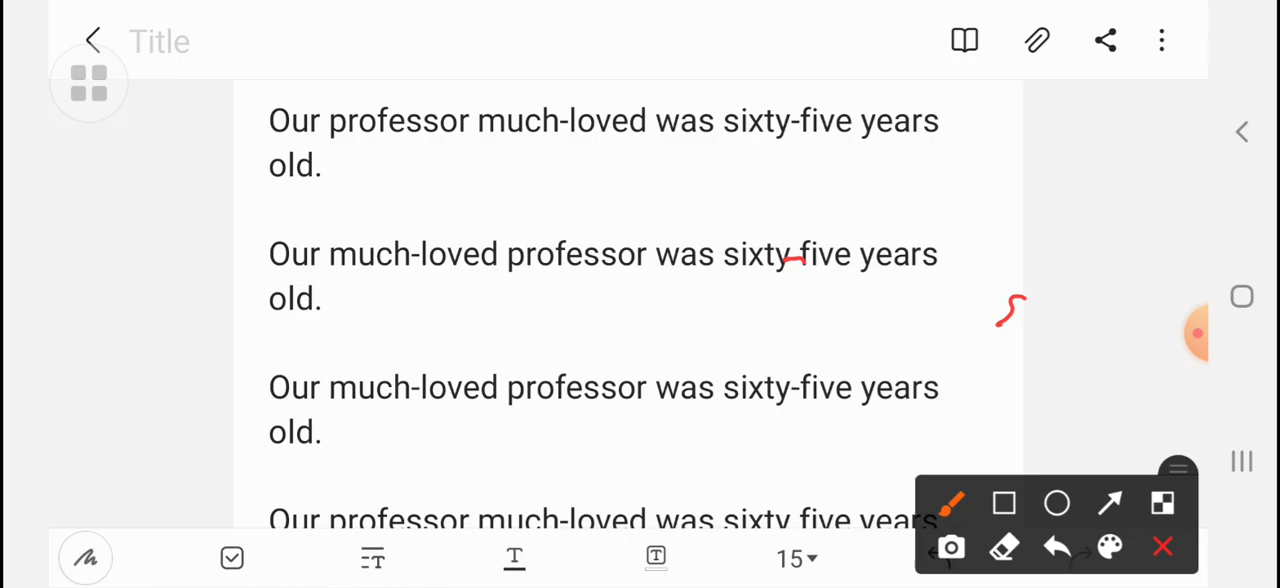 Title
Our professor much-loved was sixty-five years
old.
Our much-loved professor was sixty five years
old.
Our much-loved professor was sixty-five years
old.
Our professor much-loved was sixty five years
15